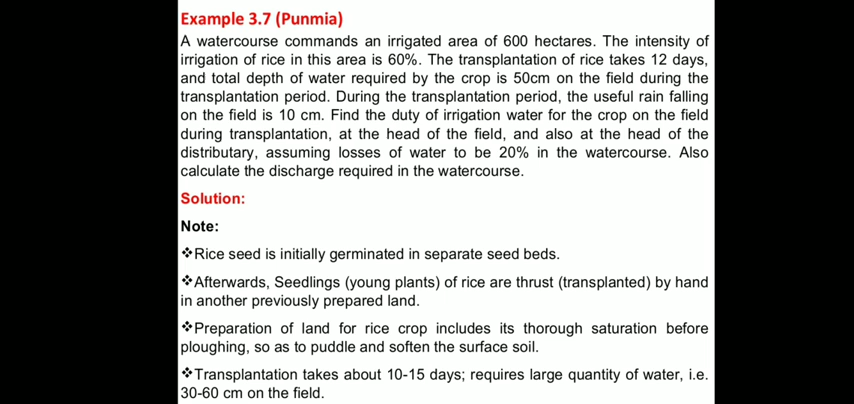 Example 3.7 (Punmia)
A watercourse commands an irrigated area of 600 hectares. The intensity of
irrigation of rice in this area is 60%. The transplantation of rice takes 12 days,
and total depth of water required by the crop is 50cm on the field during the
transplantation period. During the transplantation period, the useful rain falling
on the field is 10 cm. Find the duty of irrigation water for the crop on the field
during transplantation, at the head of the field, and also at the head of the
distributary, assuming losses of water to be 20% in the watercourse. Also
calculate the discharge required in the watercourse.
Solution:
Note:
❖Rice seed is initially germinated in separate seed beds.
❖Afterwards, Seedlings (young plants) of rice are thrust (transplanted) by hand
in another previously prepared land.
❖Preparation of land for rice crop includes its thorough saturation before
ploughing, so as to puddle and soften the surface soil.
❖Transplantation takes about 10-15 days; requires large quantity of water, i.e.
30-60 cm on the field.